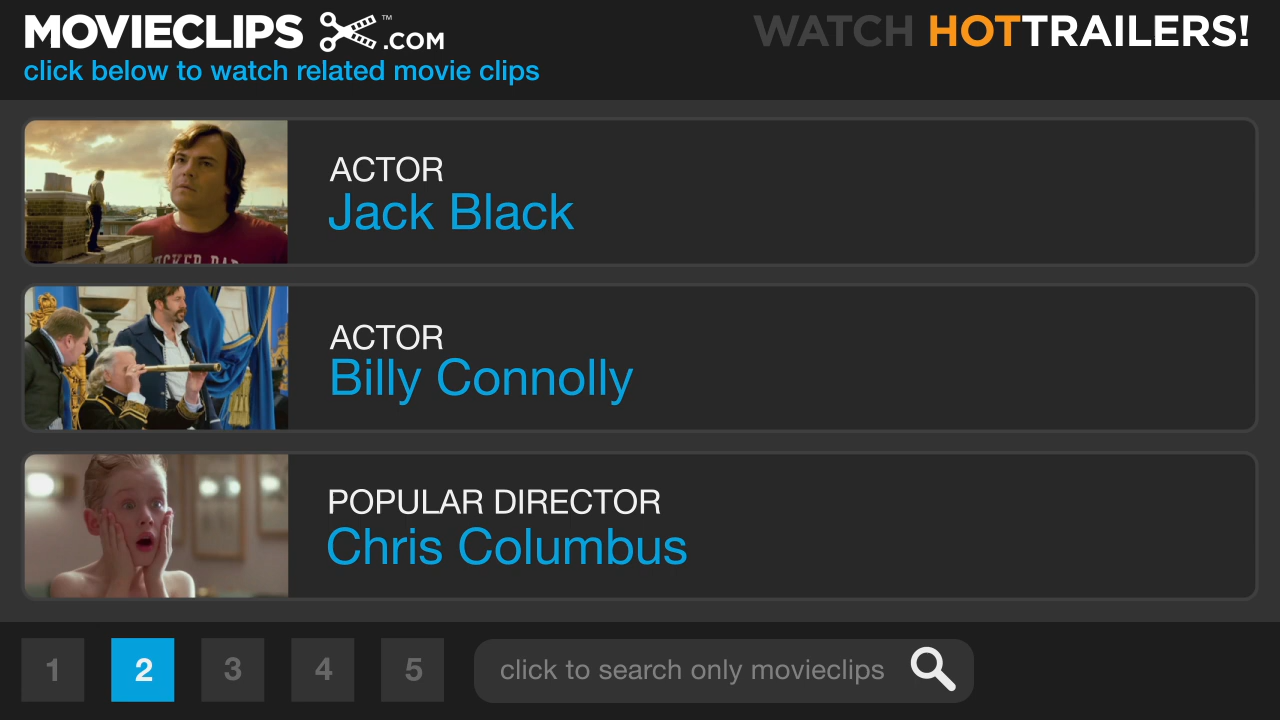 MOVIECLIPS ™ .COM
WATCH HOTTRAILERS!
click below to watch related movie clips
ACTOR
Jack Black
ACTOR
Billy Connolly
POPULAR DIRECTOR
Chris Columbus
1 2 3 4 5
click to search only movieclips